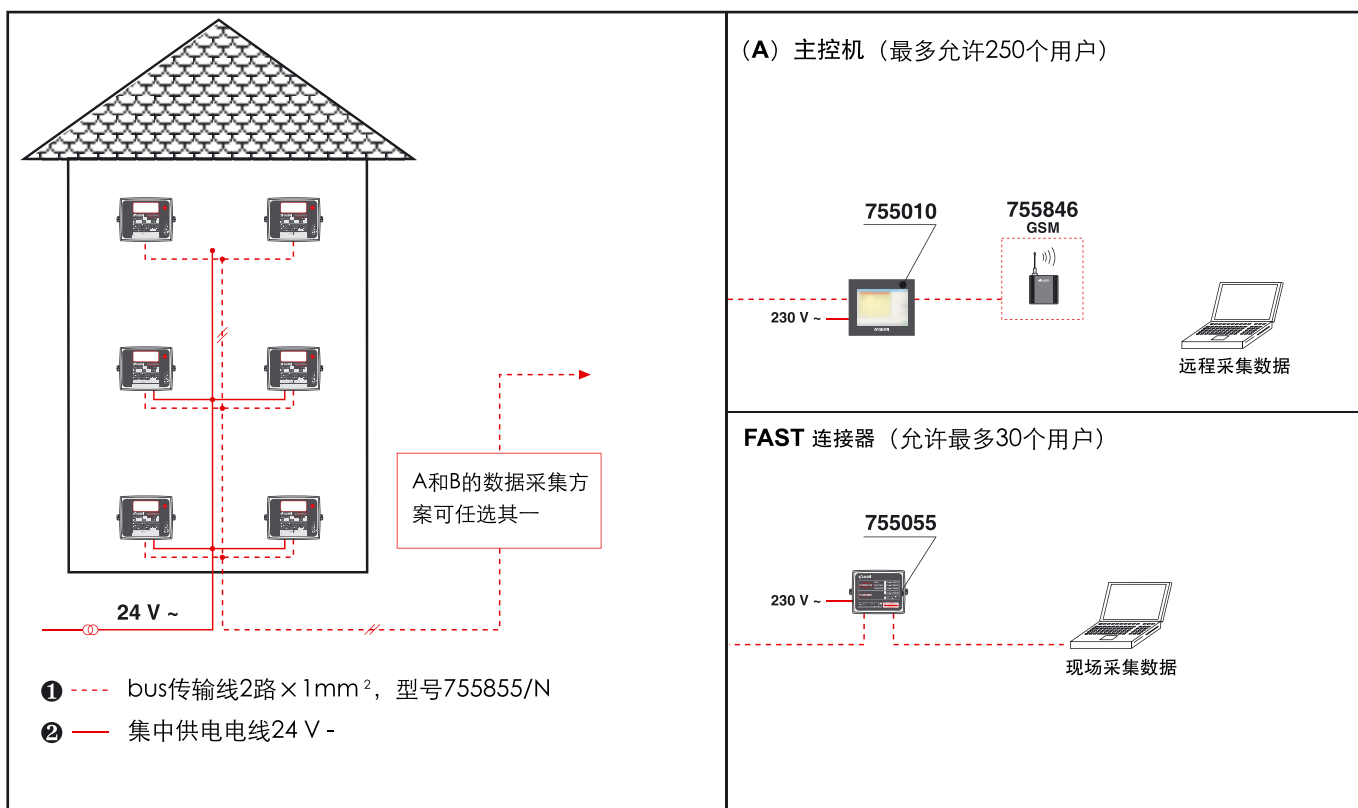 A和B的数据采集方
案可任选其一
24 V ~
❶ bus传输线2路×1mm²，型号755855/N
❷ 集中供电电线24 V -
(A) 主控机（最多允许250个用户）
755010
755846
GSM
230 V ~
远程采集数据
FAST 连接器（允许最多30个用户）
755055
230 V ~
现场采集数据